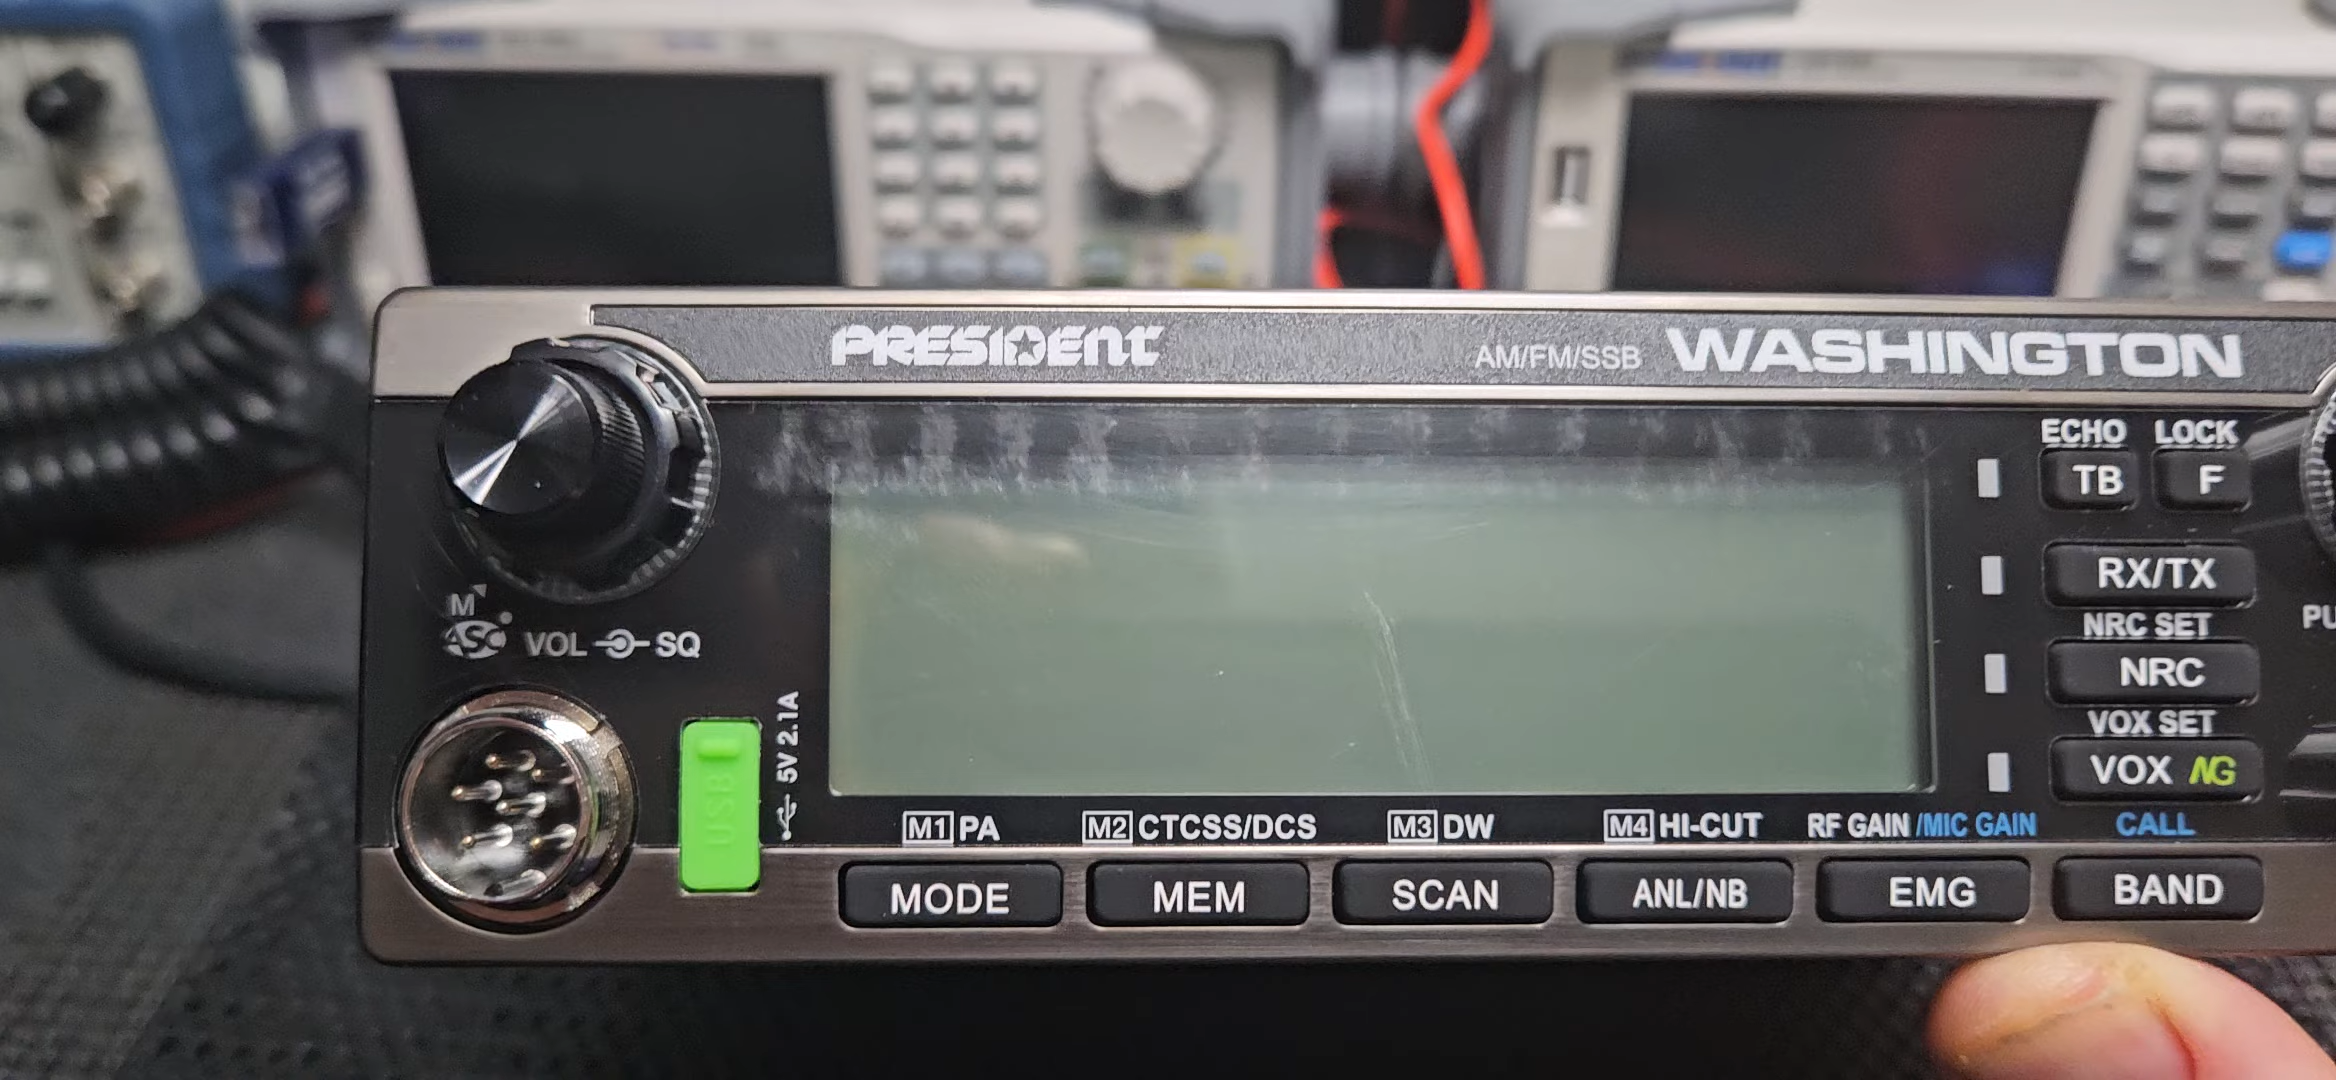 PRESIDENT
AM/FM/SSB WASHINGTON
ECHO LOCK
TB F
RX/TX
NRC SET
NRC
VOX SET
VOX NG
CALL
M
ASC VOL SQ
USB
5V 2.1A
M1 PA M2 CTCSS/DCS M3 DW M4 HI-CUT RF GAIN/MIC GAIN
MODE MEM SCAN ANL/NB EMG BAND
PU